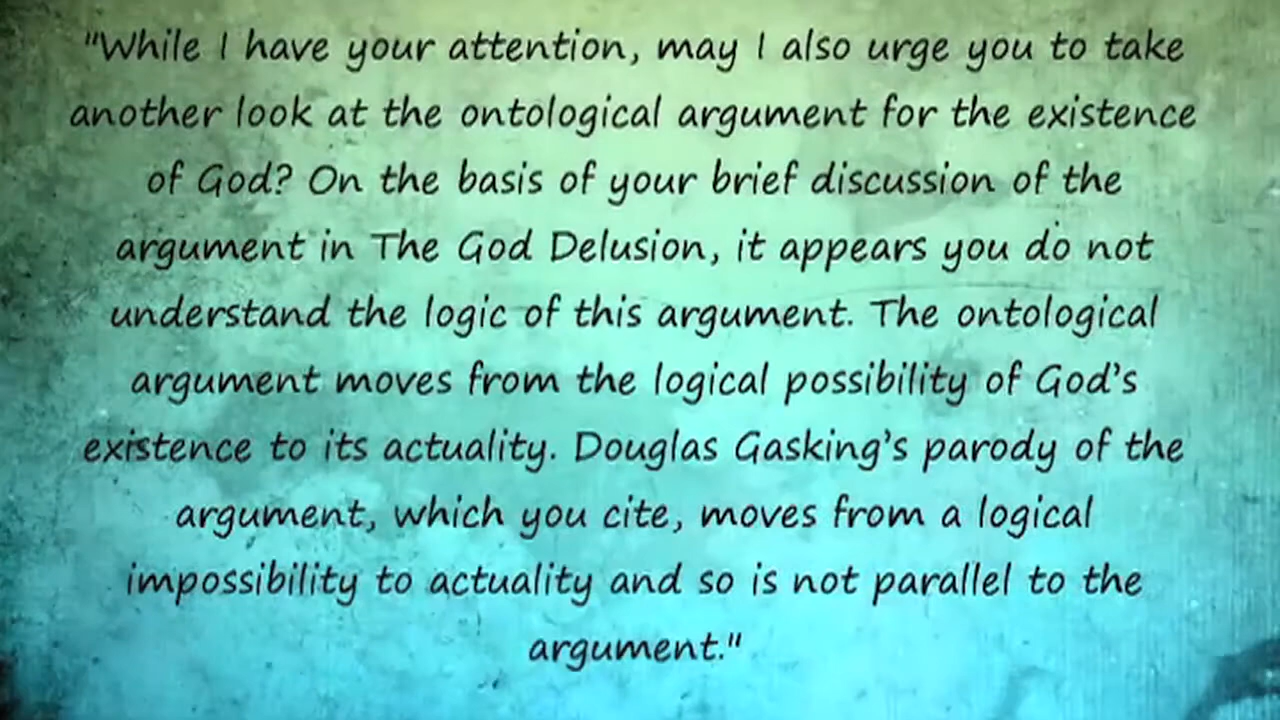 "While I have your attention, may I also urge you to take
another look at the ontological argument for the existence
of God? On the basis of your brief discussion of the
argument in The God Delusion, it appears you do not
understand the logic of this argument. The ontological
argument moves from the logical possibility of God's
existence to its actuality. Douglas Gasking's parody of the
argument, which you cite, moves from a logical
impossibility to actuality and so is not parallel to the
argument."